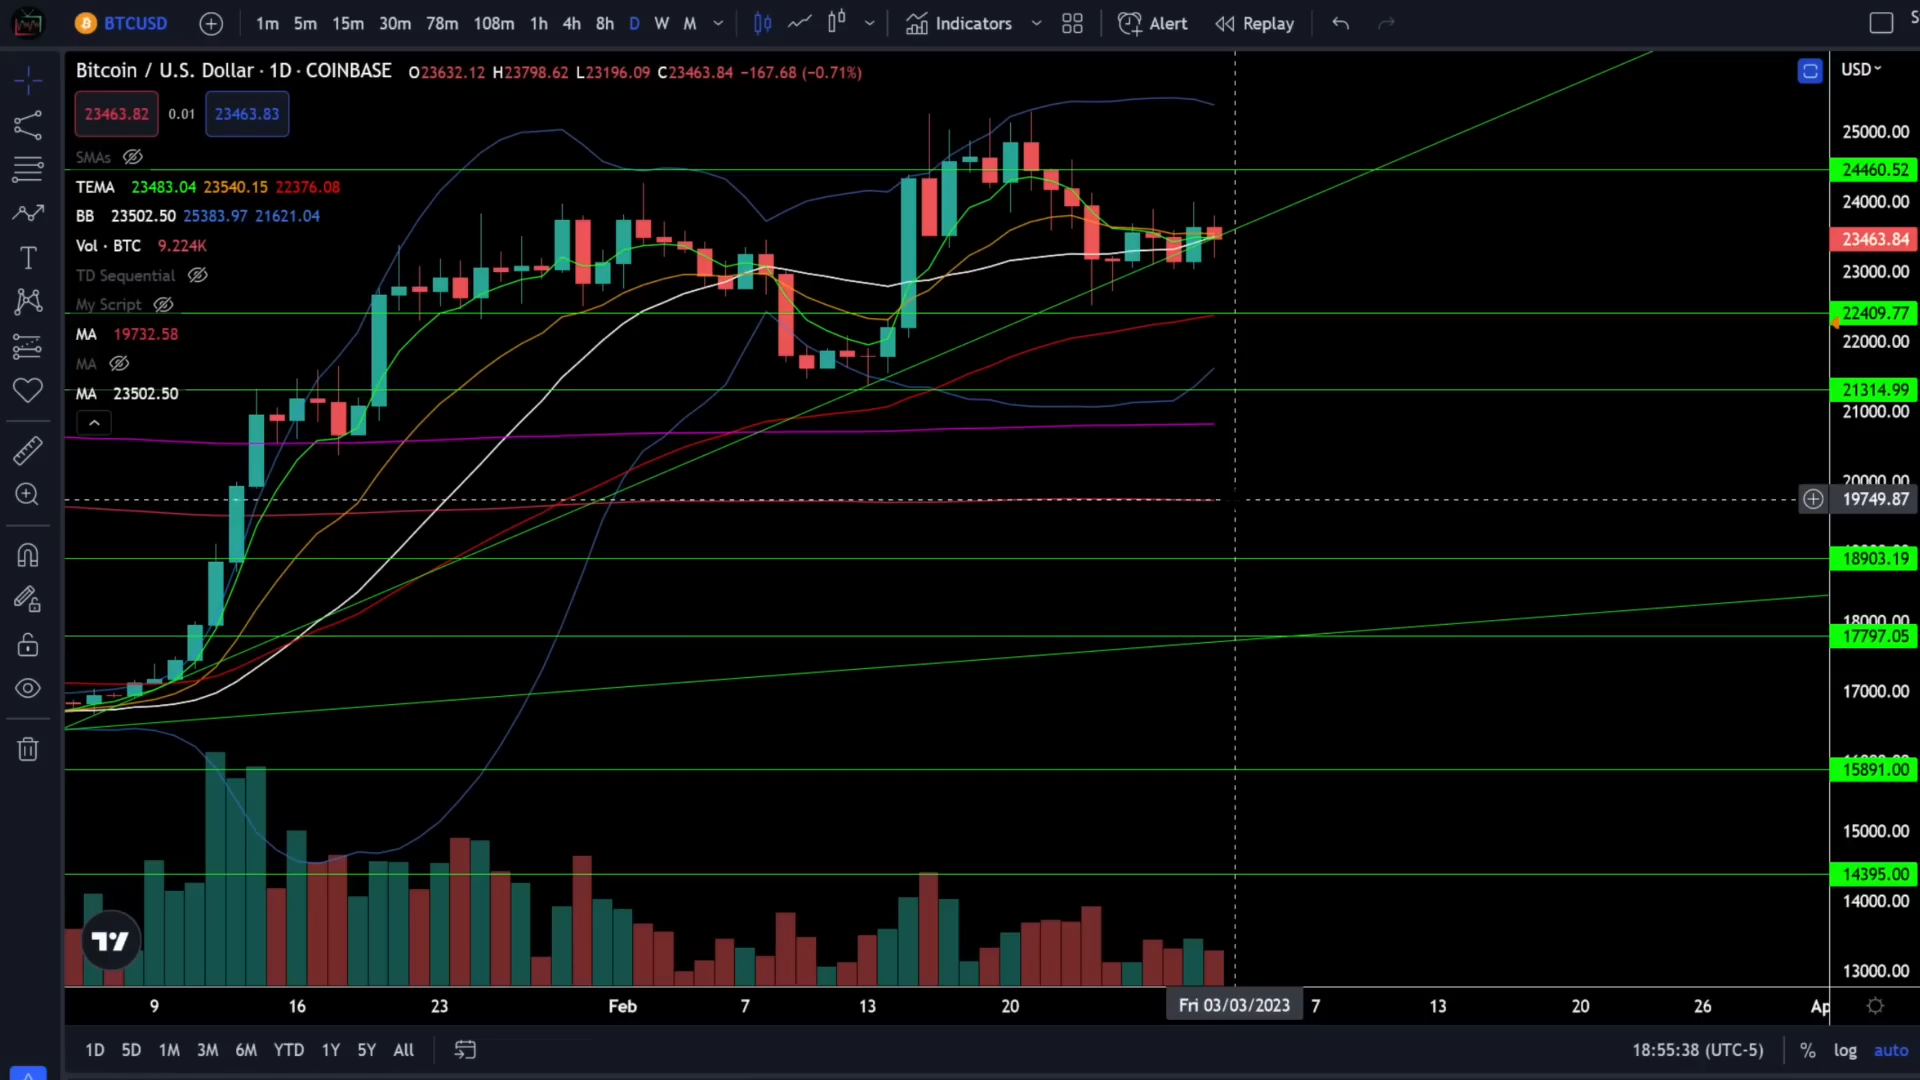 BTCUSD 1m 5m 15m 30m 78m 108m 1h 4h 8h D W M Indicators Alert Replay
Bitcoin / U.S. Dollar · 1D · COINBASE O23632.12 H23798.62 L23196.09 C23463.84 −167.68 (−0.71%)
USD
23463.82 0.01 23463.83
SMAs
TEMA 23483.04 23540.15 22376.08
BB 23502.50 25383.97 21621.04
Vol · BTC 9.224K
TD Sequential
My Script
MA 19732.58
MA
MA 23502.50
25000.00
24460.52
24000.00
23463.84
23000.00
22409.77
22000.00
21314.99
21000.00
20000.00
19749.87
18903.19
18000.00
17797.05
17000.00
15891.00
15000.00
14395.00
14000.00
13000.00
9 16 23 Feb 7 13 20 Fri 03/03/2023 7 13 20 26 Ap
1D 5D 1M 3M 6M YTD 1Y 5Y All 18:55:38 (UTC-5) % log auto